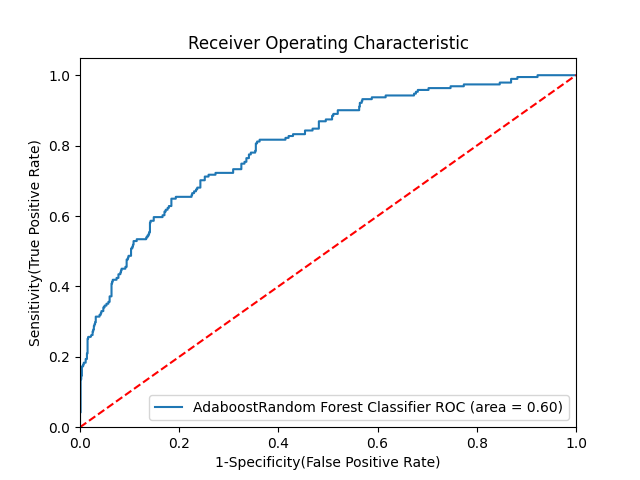 Receiver Operating Characteristic
Sensitivity(True Positive Rate)
1.0
0.8
0.6
0.4
0.2
0.0
AdaboostRandom Forest Classifier ROC (area = 0.60)
0.0 0.2 0.4 0.6 0.8 1.0
1-Specificity(False Positive Rate)